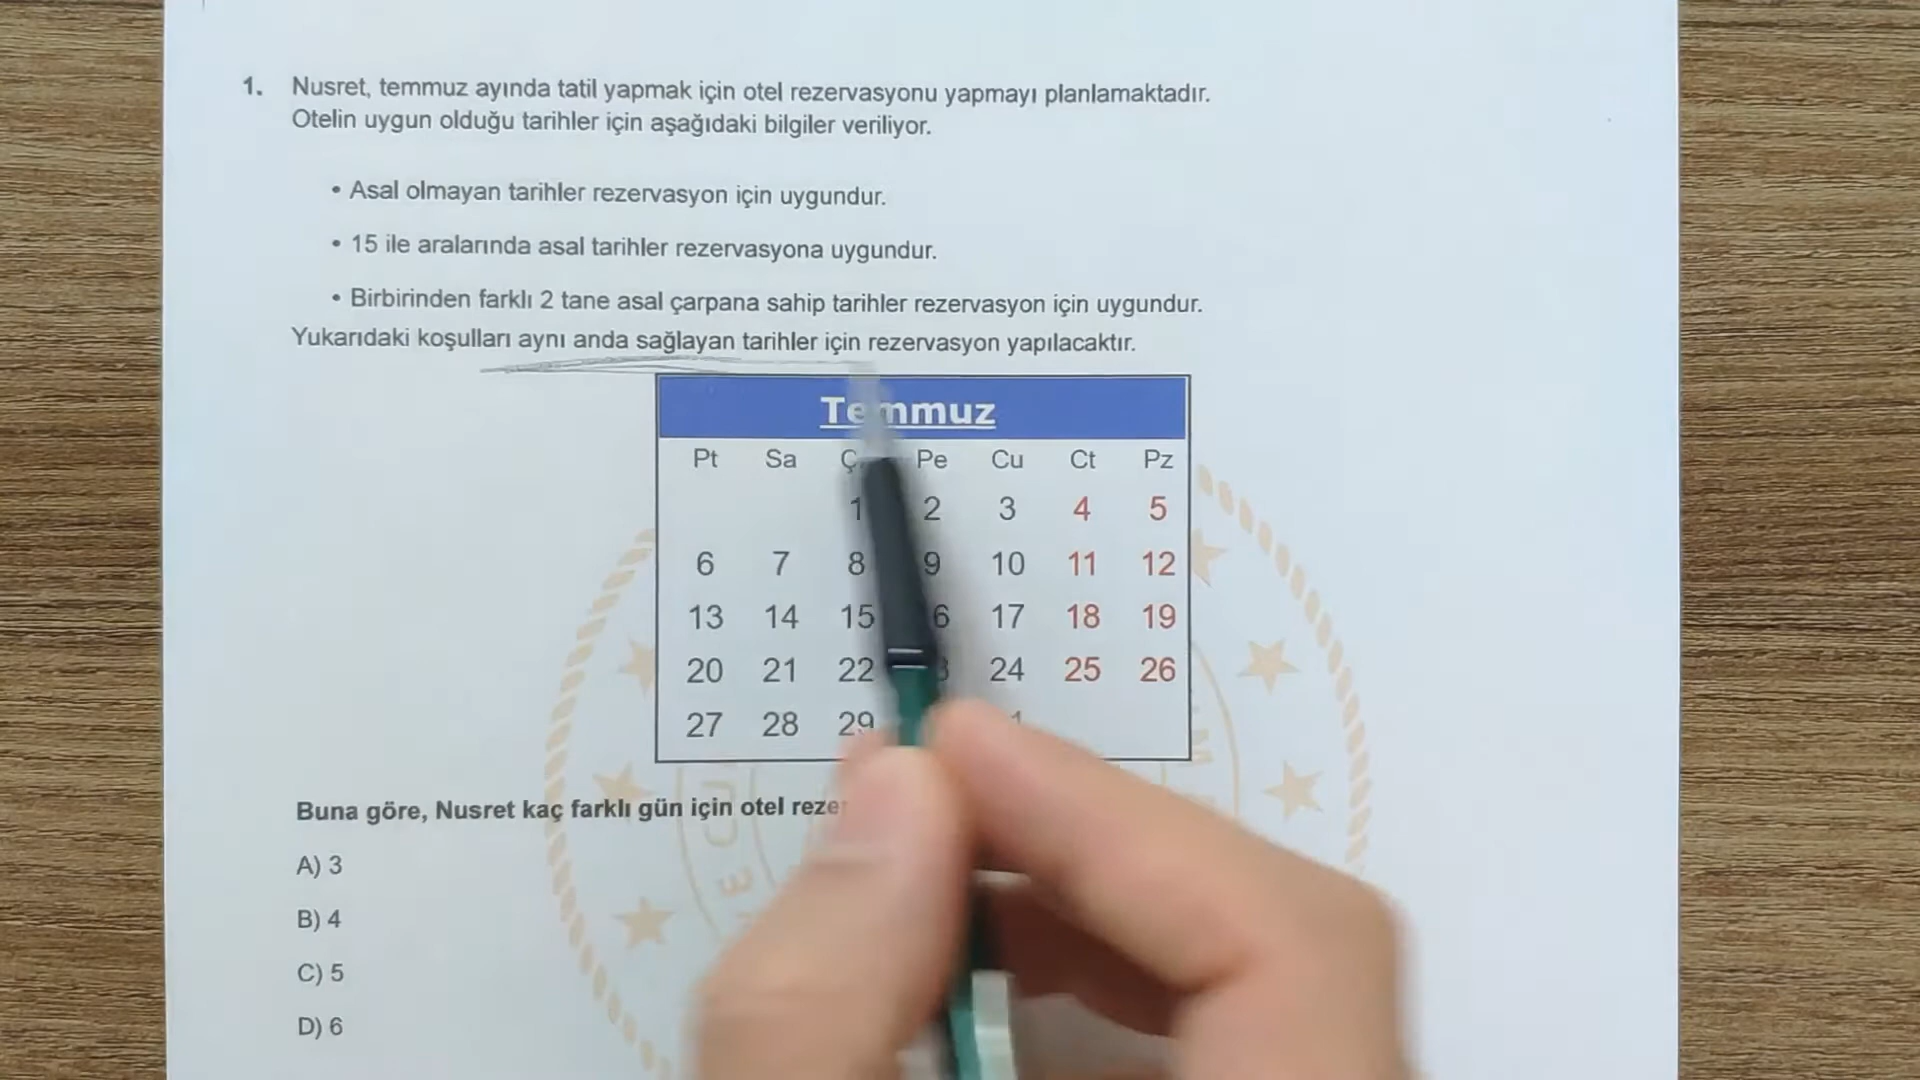 1. Nusret, temmuz ayında tatil yapmak için otel rezervasyonu yapmayı planlamaktadır.
Otelin uygun olduğu tarihler için aşağıdaki bilgiler veriliyor.
• Asal olmayan tarihler rezervasyon için uygundur.
• 15 ile aralarında asal tarihler rezervasyona uygundur.
• Birbirinden farklı 2 tane asal çarpana sahip tarihler rezervasyon için uygundur.
Yukarıdaki koşulları aynı anda sağlayan tarihler için rezervasyon yapılacaktır.
Temmuz
Pt Sa Pe Cu Ct Pz
1 2 3 4 5
6 7 8 9 10 11 12
13 14 15 17 18 19
20 21 22 24 25 26
27 28 29
Buna göre, Nusret kaç farklı gün için otel
A) 3
B) 4
C) 5
D) 6